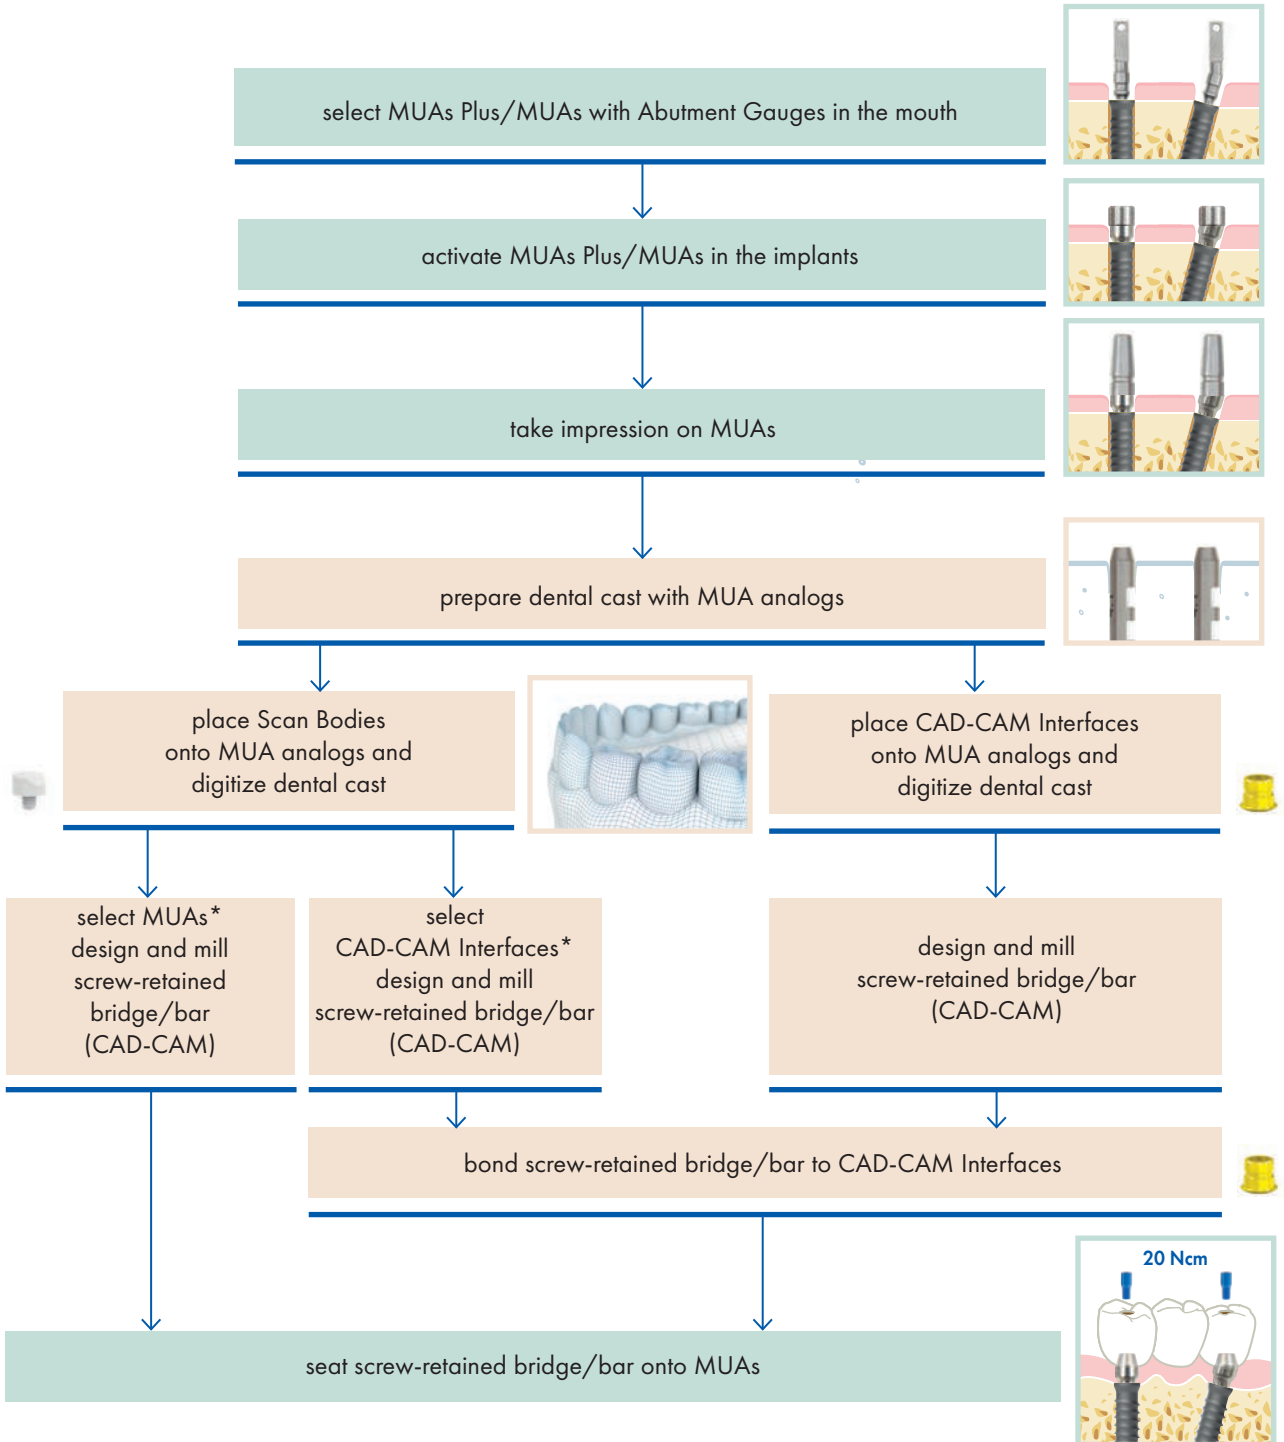 select MUAs Plus/MUAs with Abutment Gauges in the mouth
activate MUAs Plus/MUAs in the implants
take impression on MUAs
prepare dental cast with MUA analogs
place Scan Bodies
onto MUA analogs and
digitize dental cast
place CAD-CAM Interfaces
onto MUA analogs and
digitize dental cast
select MUAs*
design and mill
screw-retained
bridge/bar
(CAD-CAM)
select
CAD-CAM Interfaces*
design and mill
screw-retained bridge/bar
(CAD-CAM)
design and mill
screw-retained bridge/bar
(CAD-CAM)
bond screw-retained bridge/bar to CAD-CAM Interfaces
20 Ncm
seat screw-retained bridge/bar onto MUAs